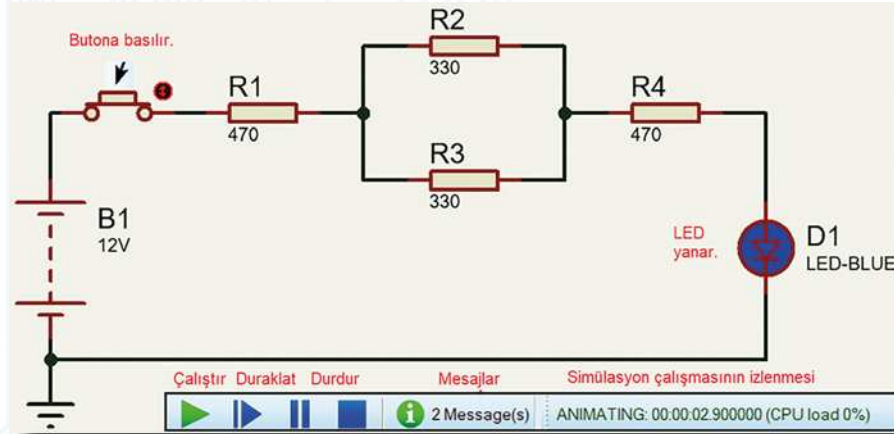 Butona basılır.
R1
470
R2
330
R3
330
R4
470
B1
12V
LED
yanar.
D1
LED-BLUE
Çalıştır Duraklat Durdur Mesajlar Simülasyon çalışmasının izlenmesi
2 Message(s) ANIMATING: 00:00:02.900000 (CPU load 0%)